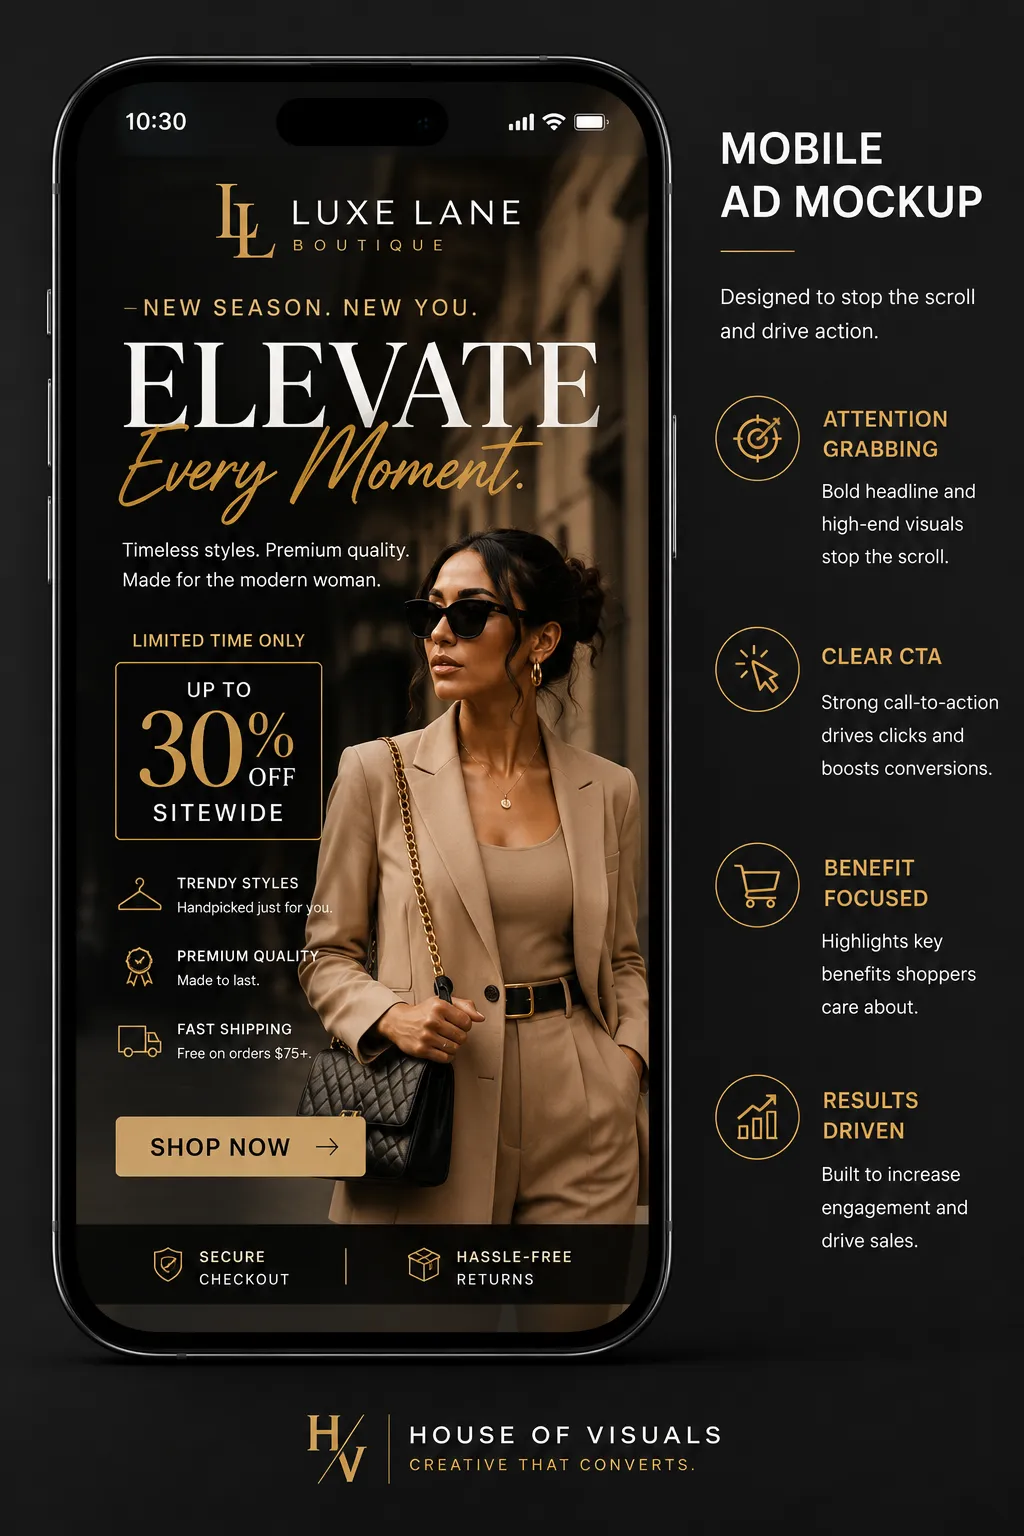 10:30
LL
LUXE LANE
BOUTIQUE
NEW SEASON. NEW YOU.
ELEVATE
Every Moment.
Timeless styles. Premium quality.
Made for the modern woman.
LIMITED TIME ONLY
UP TO
30%
OFF
SITEWIDE
TRENDY STYLES
Handpicked just for you.
PREMIUM QUALITY
Made to last.
FAST SHIPPING
Free on orders $75+.
SHOP NOW →
SECURE
CHECKOUT
HASSLE-FREE
RETURNS
MOBILE
AD MOCKUP
Designed to stop the scroll
and drive action.
ATTENTION
GRABBING
Bold headline and
high-end visuals
stop the scroll.
CLEAR CTA
Strong call-to-action
drives clicks and
boosts conversions.
BENEFIT
FOCUSED
Highlights key
benefits shoppers
care about.
RESULTS
DRIVEN
Built to increase
engagement and
drive sales.
H/V
HOUSE OF VISUALS
CREATIVE THAT CONVERTS.